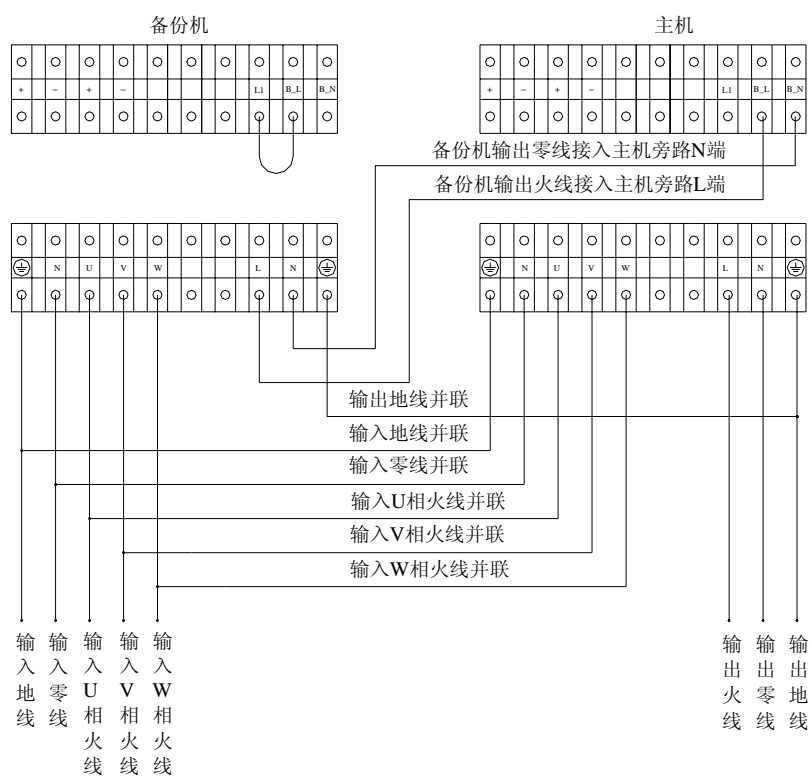 备份机
主机
+ − + − L1 B_L B_N
+ − + − L1 B_L B_N
备份机输出零线接入主机旁路N端
备份机输出火线接入主机旁路L端
N U V W L N
N U V W L N
输出地线并联
输入地线并联
输入零线并联
输入U相火线并联
输入V相火线并联
输入W相火线并联
输入地线
输入零线
输入U相火线
输入V相火线
输入W相火线
输出火线
输出零线
输出地线